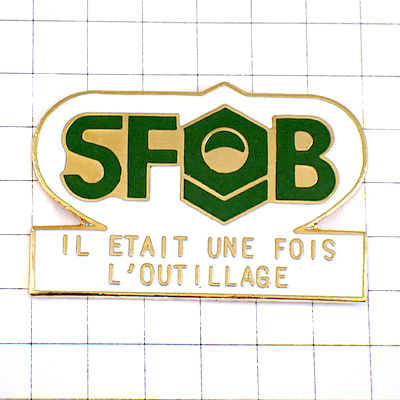 SFOB
IL ETAIT UNE FOIS
L'OUTILLAGE